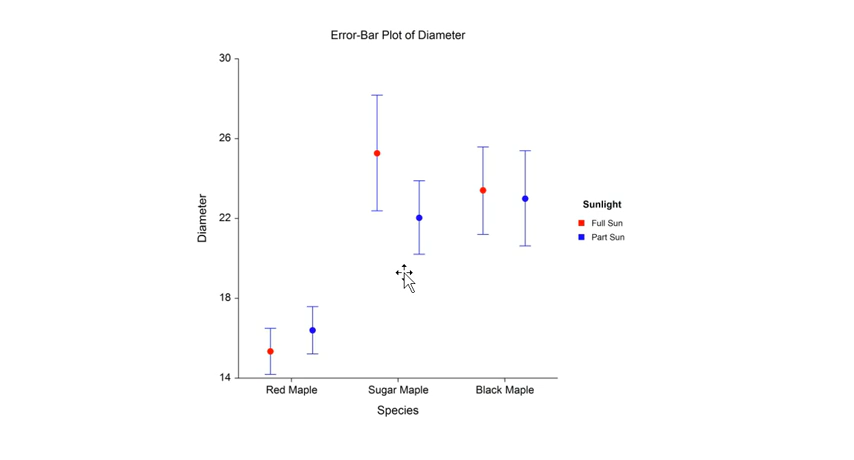 Error-Bar Plot of Diameter
30
26
22
18
14
Diameter
Red Maple
Sugar Maple
Black Maple
Species
Sunlight
Full Sun
Part Sun